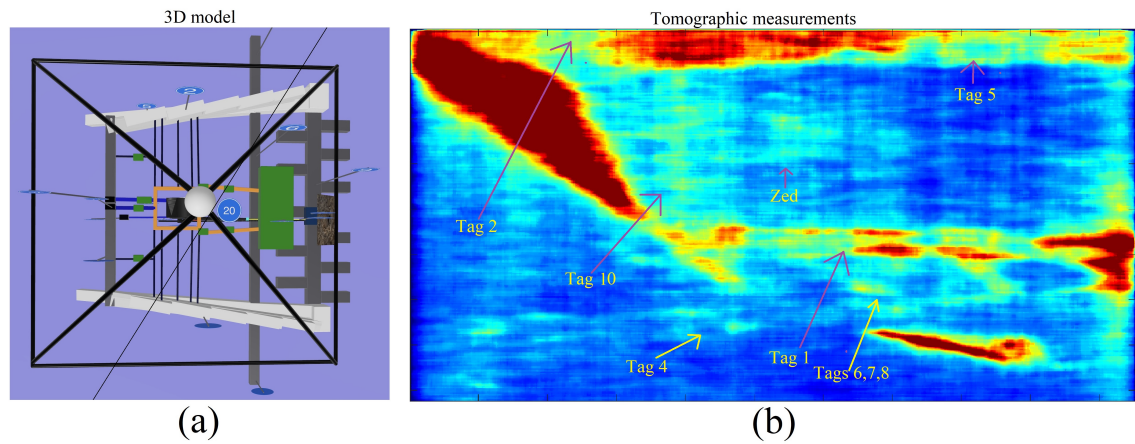 3D model
Tomographic measurements
20
Tag 5
Zed
Tag 2
Tag 10
Tag 1
Tag 4
Tags 6,7,8
(a)
(b)